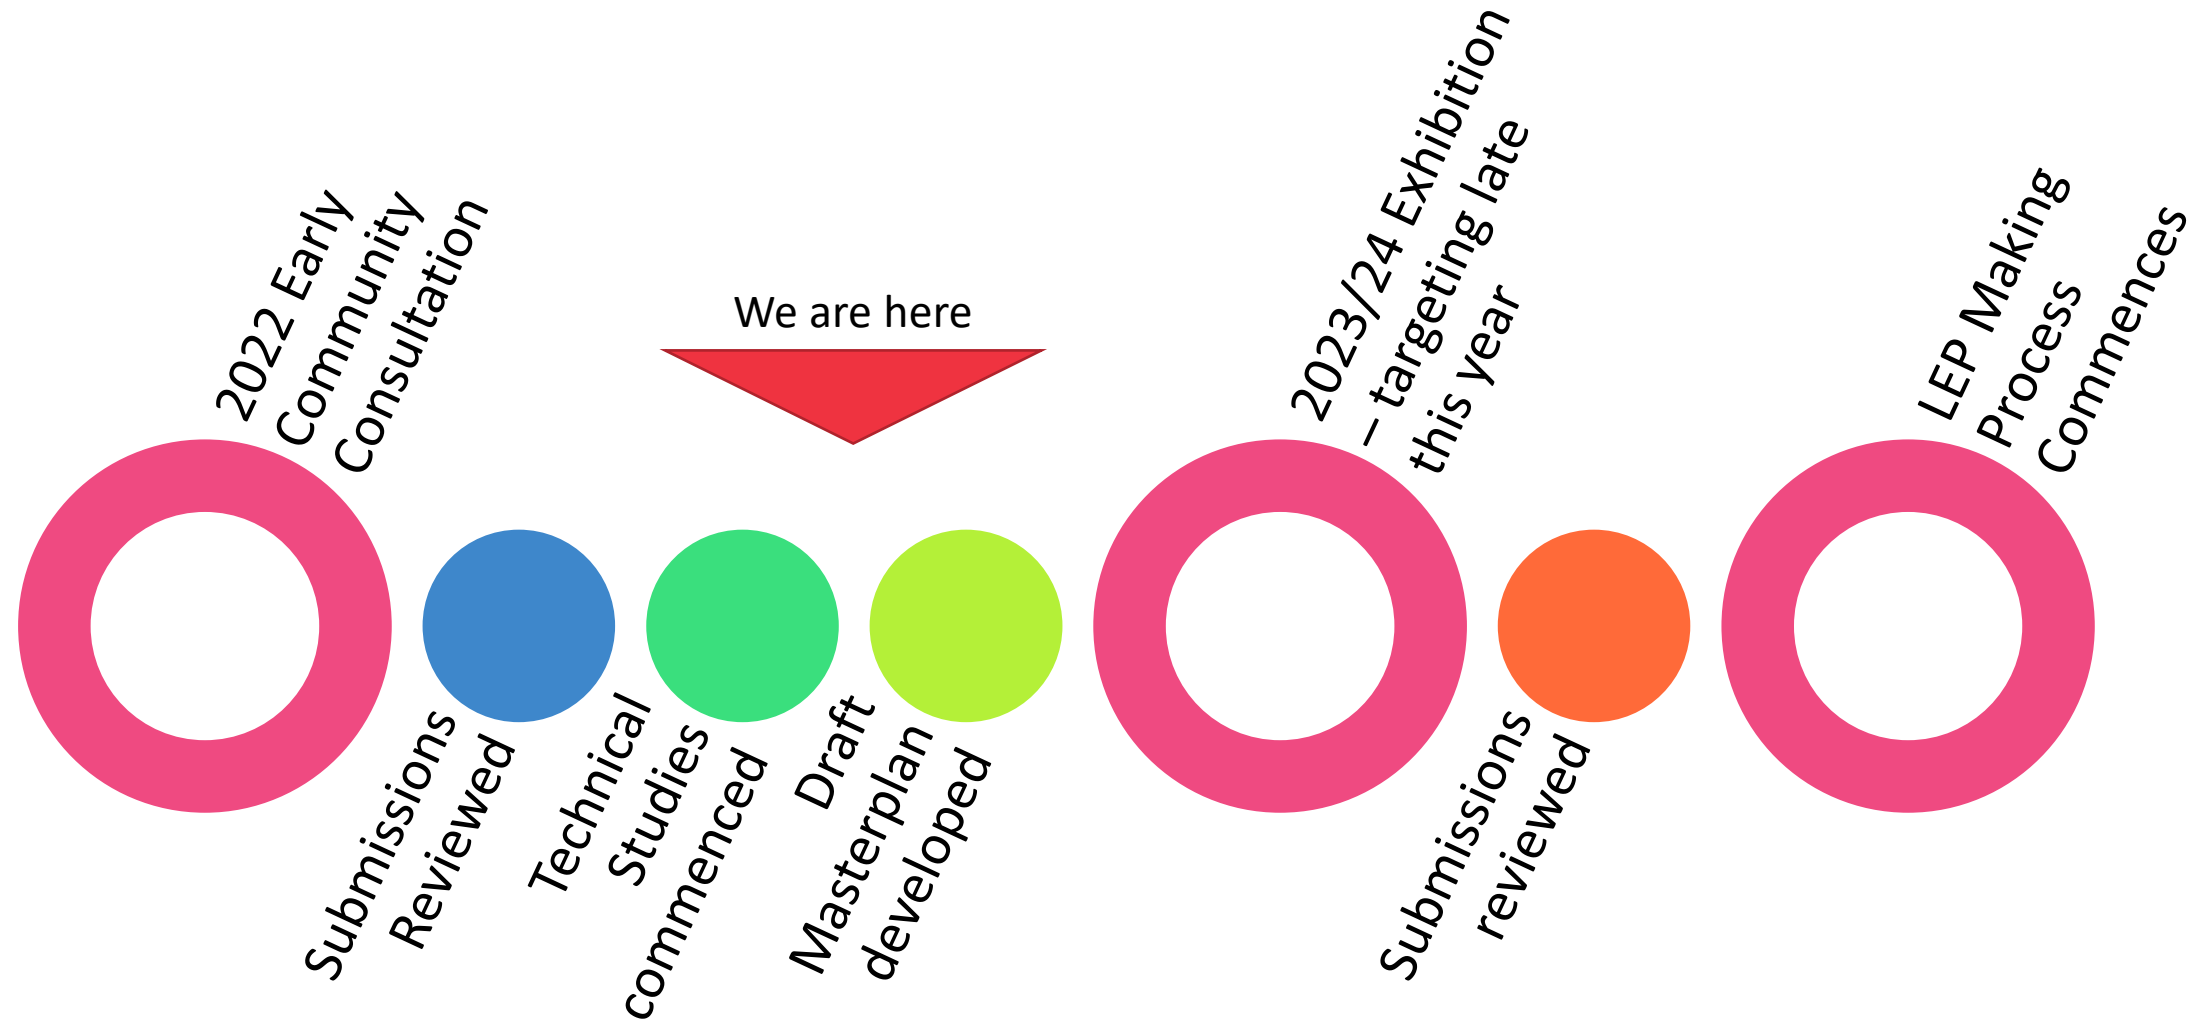 2022 Early
Community
Consultation
Submissions
Reviewed
Technical
Studies
commenced
We are here
Draft
Masterplan
developed
2023/24 Exhibition
– targeting late
this year
Submissions
reviewed
LEP Making
Process
Commences